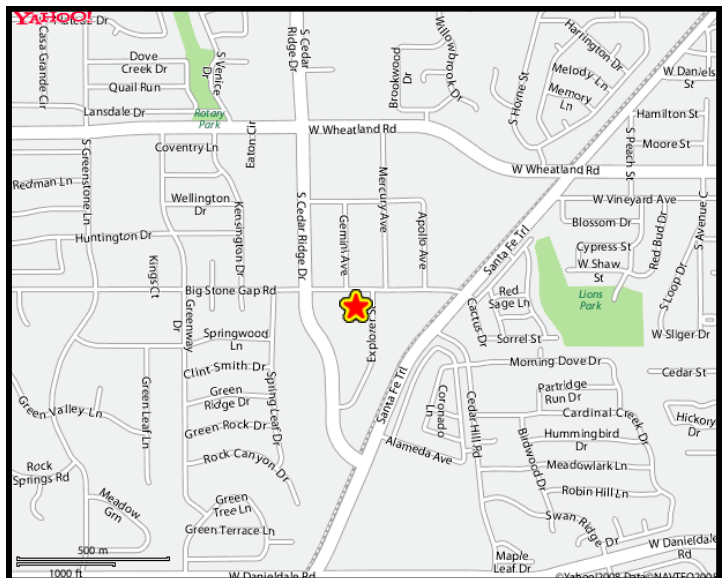 YAHOO!
Casa Grande Cir
Dove
Creek Dr
Quail Run
Lansdale Dr
S Venice
Dr
Rotary
Park
S Cedar
Ridge Dr
Brookwood
Dr
Willowbrook Dr
S Horne St
Harrington Dr
Melody Ln
Memory
Ln
W Daniels
St
Hamilton St
Moore St
S Peach St
W Wheatland Rd
W Wheatland Rd
S Greenstone Ln
Coventry Ln
Eaton Cir
Redman Ln
Wellington
Dr
Kensington Dr
Huntington Dr
Kings Ct
S Cedar Ridge Dr
Gemini Ave
Mercury Ave
Apollo Ave
Santa Fe Trl
W Vineyard Ave
Blossom Dr
Cypress St
W Shaw
St
Red Bud Dr
S Loop Dr
S Avenue C
Lions
Park
Big Stone Gap Rd
Greenway
Dr
Springwood
Ln
Explorar St
Cactus Dr
Red
Sage Ln
Sorrel St
W Sliger Dr
Clint Smith Dr
Green
Ridge Dr
Spring Leaf Dr
Green Rock Dr
Rock Canyon Dr
Green Valley Ln
Green Leaf Ln
Santa Fe Trl
Coronado
Ln
Cedar Hill Rd
Alameda Ave
Morning Dove Dr
Partridge
Run Dr
Cardinal Creek Dr
Cedar St
Hickory
Dr
Birdwood Dr
Hummingbird
Dr
Meadowlark Ln
Robin Hill Ln
Swan Ridge Dr
Rock
Springs Rd
Meadow
Grn
Green
Tree Ln
Green Terrace Ln
Maple
Leaf Dr
W Danieldale
Rd
W Danieldale Rd
500 m
1000 ft
©Yahoo!2008 Data©NAVTEQ2008